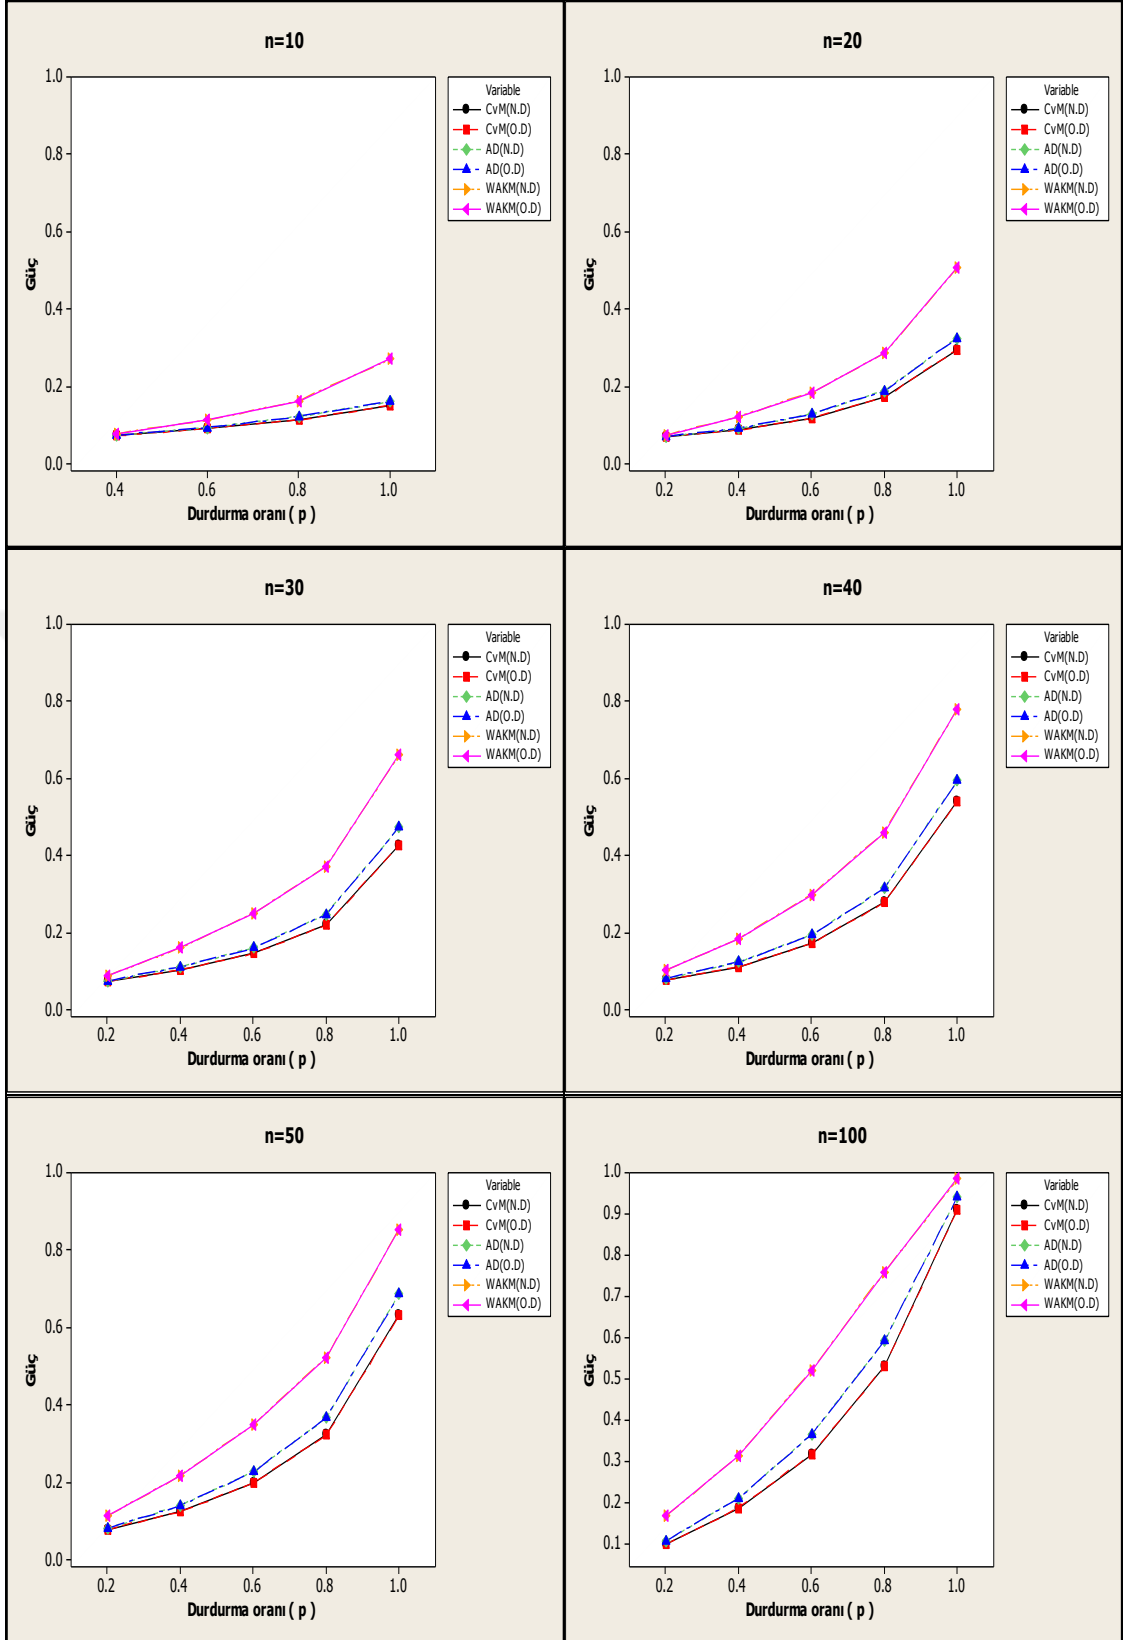 n=10
1.0
0.8
0.6
0.4
0.2
0.0
Güç
0.4 0.6 0.8 1.0
Durdurma oranı ( p )
Variable
CvM(N.D)
CvM(O.D)
AD(N.D)
AD(O.D)
WAKM(N.D)
WAKM(O.D)
n=20
1.0
0.8
0.6
0.4
0.2
0.0
Güç
0.2 0.4 0.6 0.8 1.0
Durdurma oranı ( p )
Variable
CvM(N.D)
CvM(O.D)
AD(N.D)
AD(O.D)
WAKM(N.D)
WAKM(O.D)
n=30
1.0
0.8
0.6
0.4
0.2
0.0
Güç
0.2 0.4 0.6 0.8 1.0
Durdurma oranı ( p )
Variable
CvM(N.D)
CvM(O.D)
AD(N.D)
AD(O.D)
WAKM(N.D)
WAKM(O.D)
n=40
1.0
0.8
0.6
0.4
0.2
0.0
Güç
0.2 0.4 0.6 0.8 1.0
Durdurma oranı ( p )
Variable
CvM(N.D)
CvM(O.D)
AD(N.D)
AD(O.D)
WAKM(N.D)
WAKM(O.D)
n=50
1.0
0.8
0.6
0.4
0.2
0.0
Güç
0.2 0.4 0.6 0.8 1.0
Durdurma oranı ( p )
Variable
CvM(N.D)
CvM(O.D)
AD(N.D)
AD(O.D)
WAKM(N.D)
WAKM(O.D)
n=100
1.0
0.9
0.8
0.7
0.6
0.5
0.4
0.3
0.2
0.1
Güç
0.2 0.4 0.6 0.8 1.0
Durdurma oranı ( p )
Variable
CvM(N.D)
CvM(O.D)
AD(N.D)
AD(O.D)
WAKM(N.D)
WAKM(O.D)